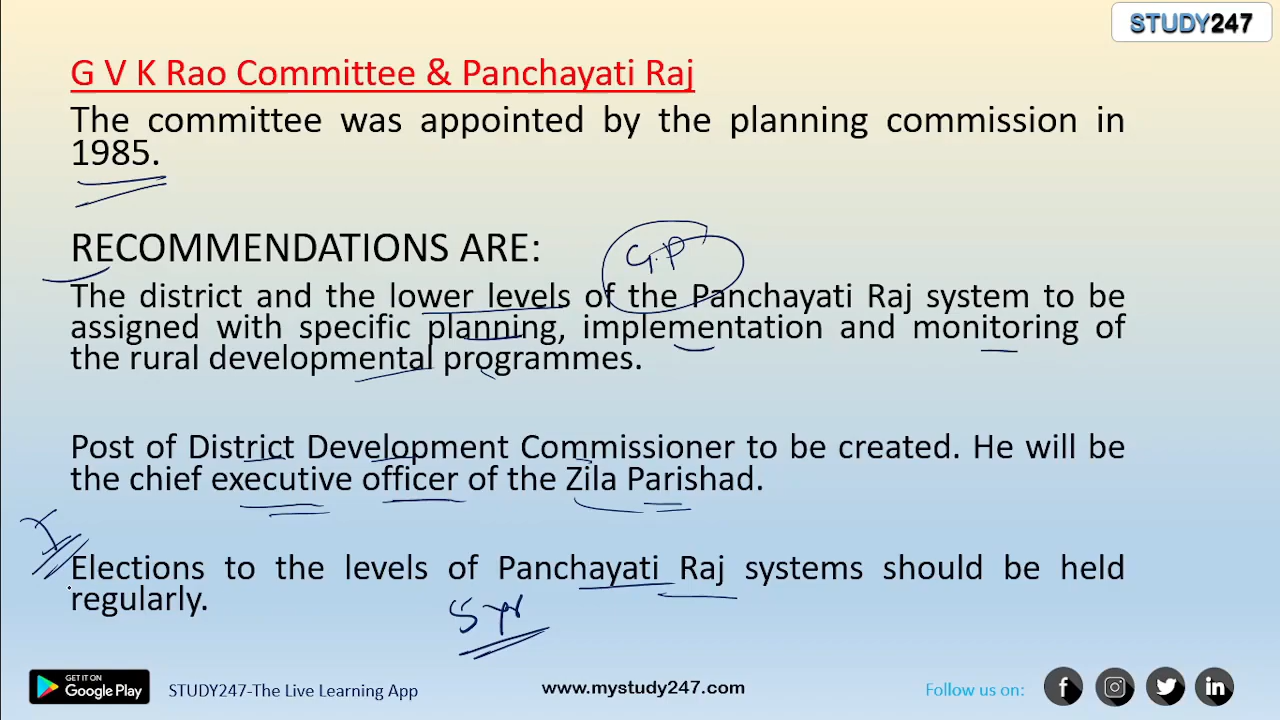 STUDY247
G V K Rao Committee & Panchayati Raj
The committee was appointed by the planning commission in
1985.
RECOMMENDATIONS ARE:
G.P
The district and the lower levels of the Panchayati Raj system to be
assigned with specific planning, implementation and monitoring of
the rural developmental programmes.
Post of District Development Commissioner to be created. He will be
the chief executive officer of the Zila Parishad.
Elections to the levels of Panchayati Raj systems should be held
regularly.
5 yr
GET IT ON
Google Play
STUDY247-The Live Learning App
www.mystudy247.com
Follow us on: